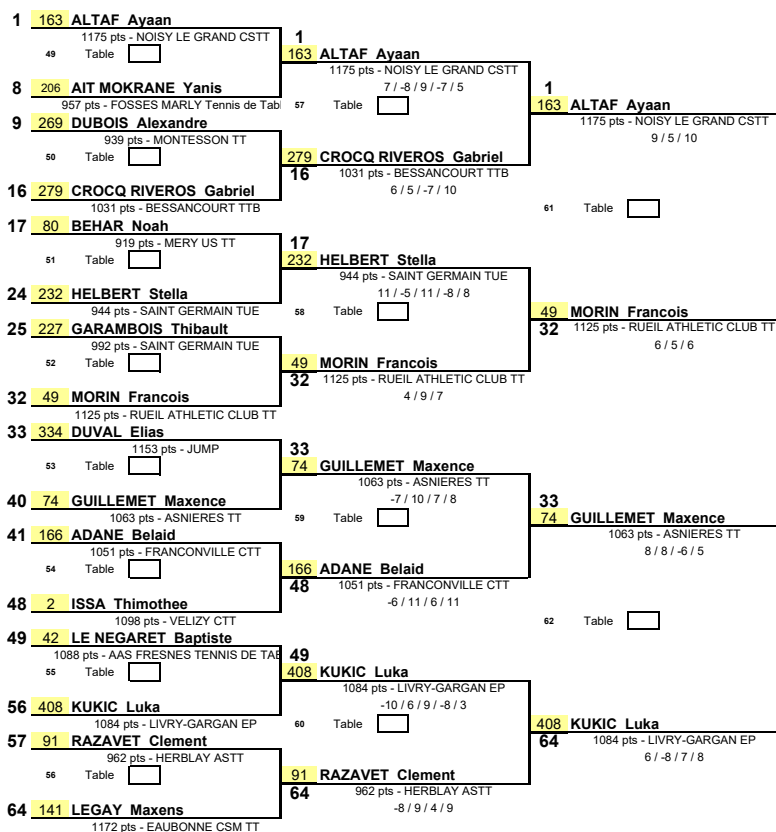 1 163 ALTAF Ayaan
1175 pts - NOISY LE GRAND CSTT
49 Table
8 206 AIT MOKRANE Yanis
957 pts - FOSSES MARLY Tennis de Tabl
9 269 DUBOIS Alexandre
939 pts - MONTESSON TT
50 Table
16 279 CROCQ RIVEROS Gabriel
1031 pts - BESSANCOURT TTB
17 80 BEHAR Noah
919 pts - MERY US TT
51 Table
24 232 HELBERT Stella
944 pts - SAINT GERMAIN TUE
25 227 GARAMBOIS Thibault
992 pts - SAINT GERMAIN TUE
52 Table
32 49 MORIN Francois
1125 pts - RUEIL ATHLETIC CLUB TT
33 334 DUVAL Elias
1153 pts - JUMP
53 Table
40 74 GUILLEMET Maxence
1063 pts - ASNIERES TT
41 166 ADANE Belaid
1051 pts - FRANCONVILLE CTT
54 Table
48 2 ISSA Thimothee
1098 pts - VELIZY CTT
49 42 LE NEGARET Baptiste
1088 pts - AAS FRESNES TENNIS DE TAB
55 Table
56 408 KUKIC Luka
1084 pts - LIVRY-GARGAN EP
57 91 RAZAVET Clement
962 pts - HERBLAY ASTT
56 Table
64 141 LEGAY Maxens
1172 pts - EAUBONNE CSM TT
1
163 ALTAF Ayaan
1175 pts - NOISY LE GRAND CSTT
7 / -8 / 9 / -7 / 5
57 Table
279 CROCQ RIVEROS Gabriel
16 1031 pts - BESSANCOURT TTB
6 / 5 / -7 / 10
17
232 HELBERT Stella
944 pts - SAINT GERMAIN TUE
11 / -5 / 11 / -8 / 8
58 Table
49 MORIN Francois
32 1125 pts - RUEIL ATHLETIC CLUB TT
4 / 9 / 7
33
74 GUILLEMET Maxence
1063 pts - ASNIERES TT
-7 / 10 / 7 / 8
59 Table
166 ADANE Belaid
48 1051 pts - FRANCONVILLE CTT
-6 / 11 / 6 / 11
49
408 KUKIC Luka
1084 pts - LIVRY-GARGAN EP
-10 / 6 / 9 / -8 / 3
60 Table
91 RAZAVET Clement
64 962 pts - HERBLAY ASTT
-8 / 9 / 4 / 9
1
163 ALTAF Ayaan
1175 pts - NOISY LE GRAND CSTT
9 / 5 / 10
61 Table
49 MORIN Francois
32 1125 pts - RUEIL ATHLETIC CLUB TT
6 / 5 / 6
33
74 GUILLEMET Maxence
1063 pts - ASNIERES TT
8 / 8 / -6 / 5
62 Table
408 KUKIC Luka
64 1084 pts - LIVRY-GARGAN EP
6 / -8 / 7 / 8